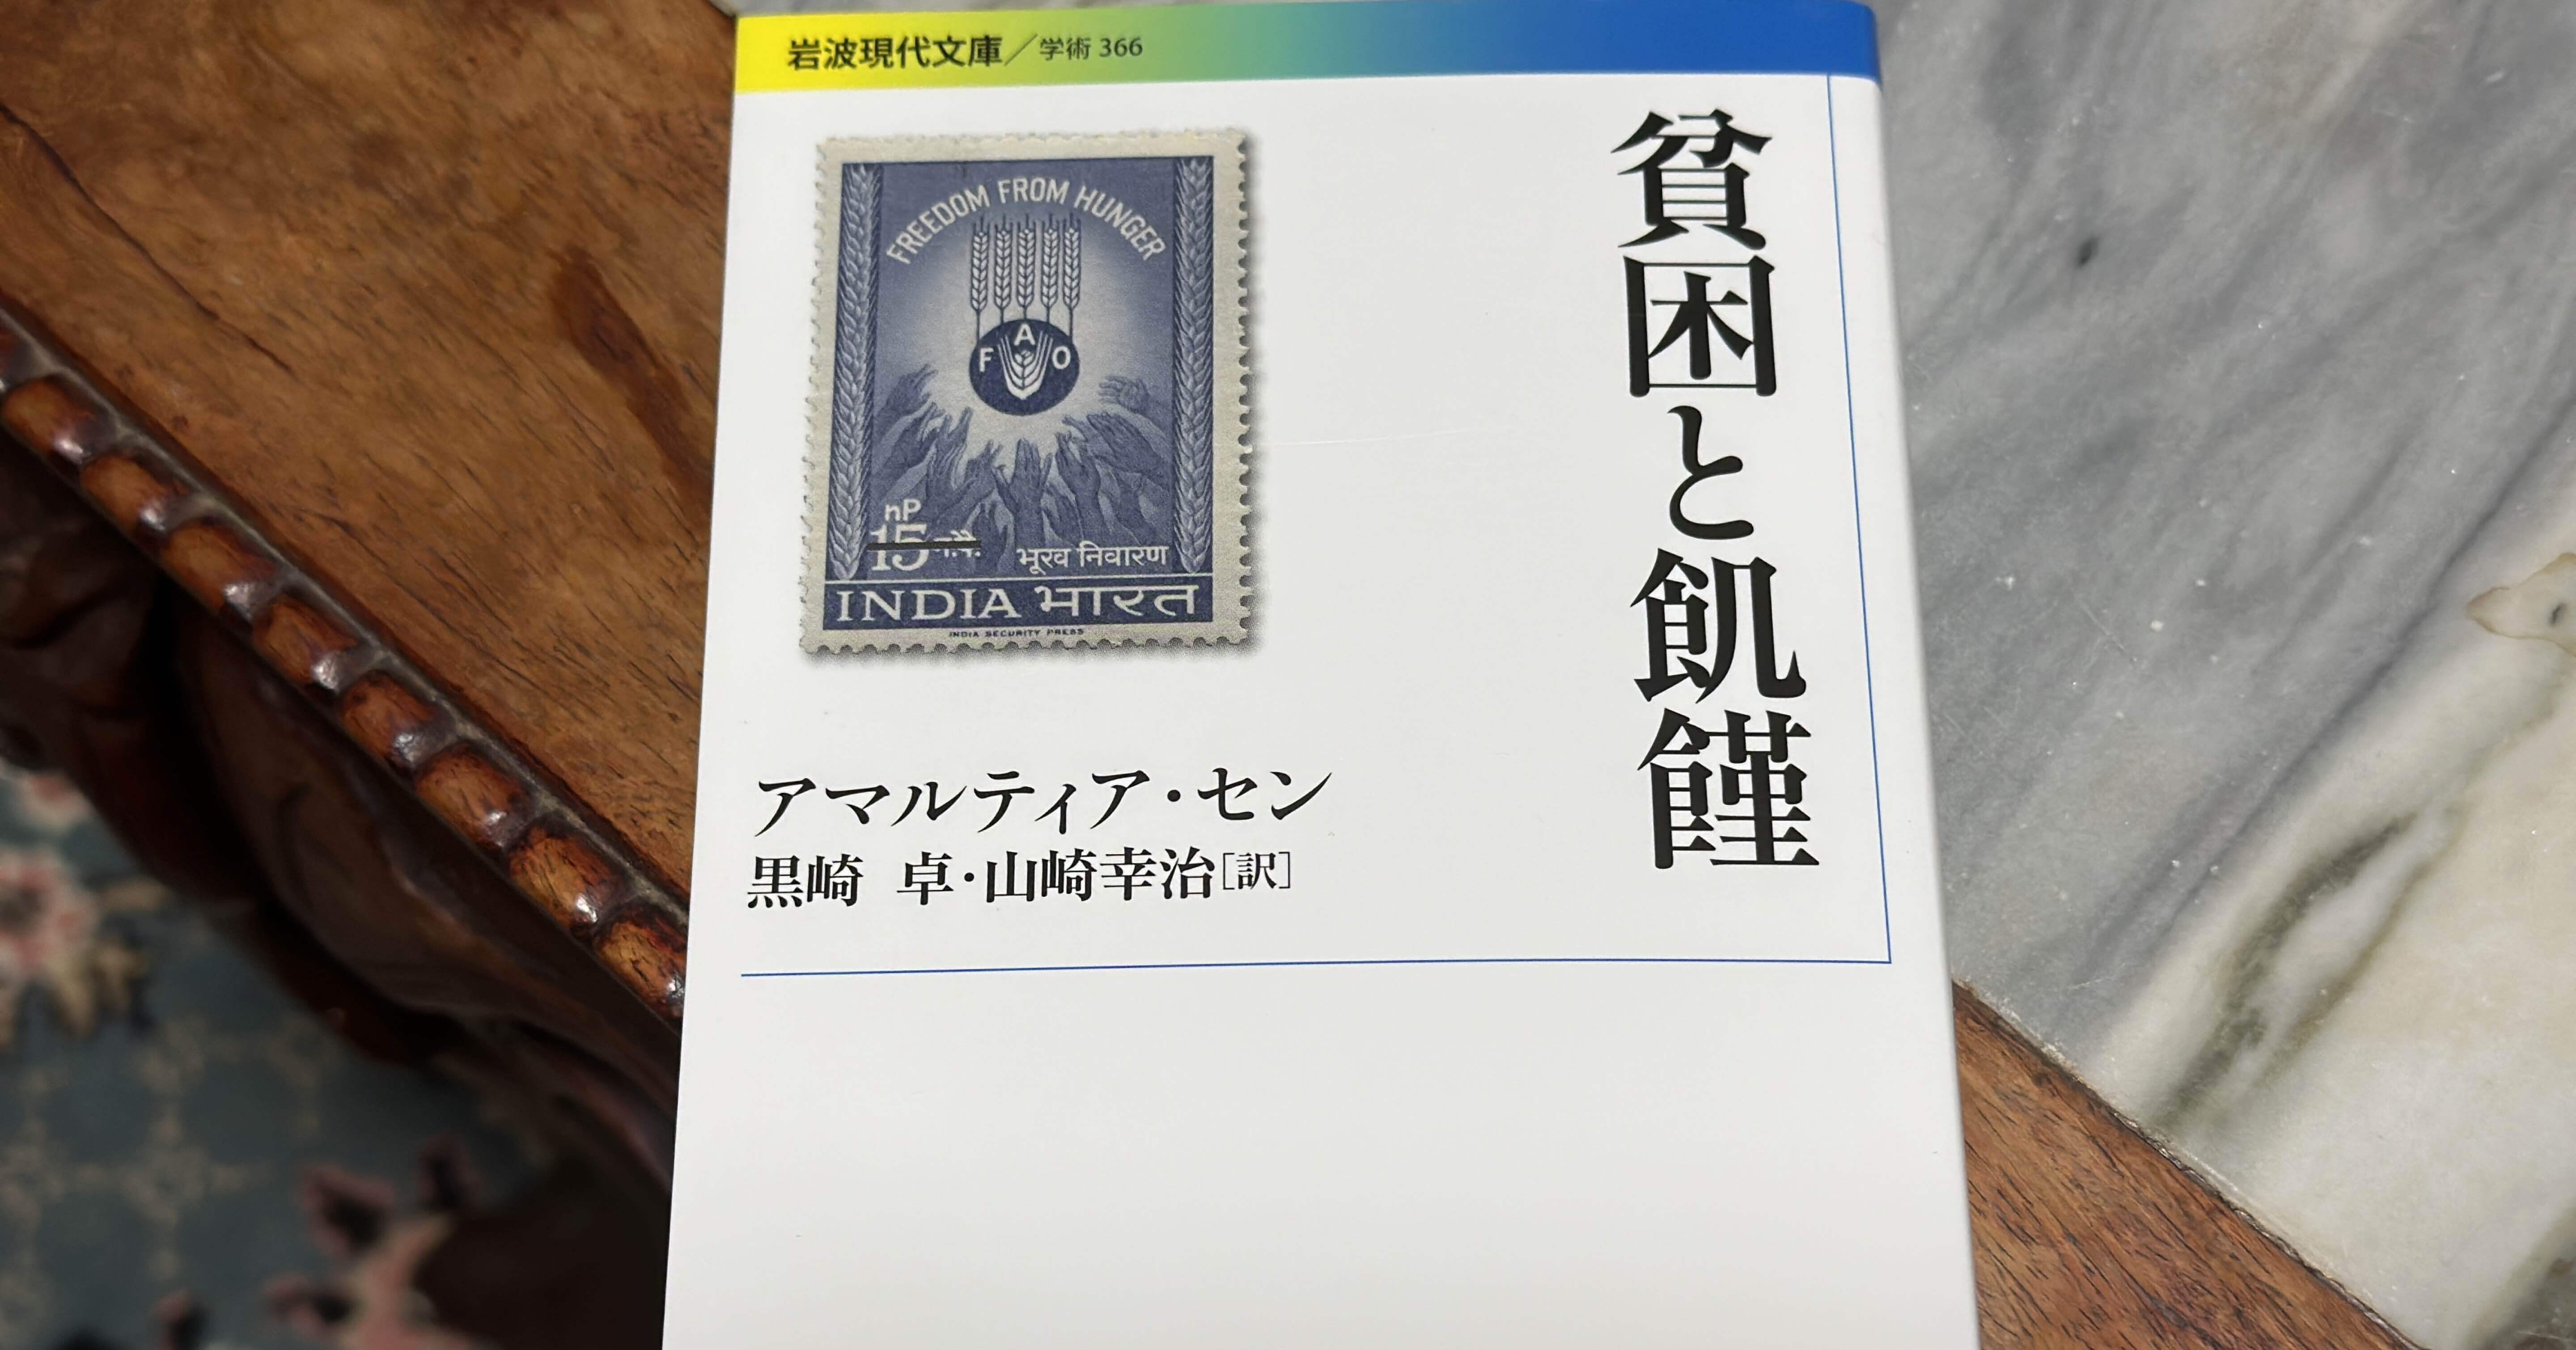 岩波現代文庫/学術 366
貧困と飢饉
FREEDOM FROM HUNGER
F A O
nP
15 न.पै.
भूख निवारण
INDIA भारत
INDIA SECURITY PRESS
アマルティア・セン
黒崎 卓・山崎幸治[訳]